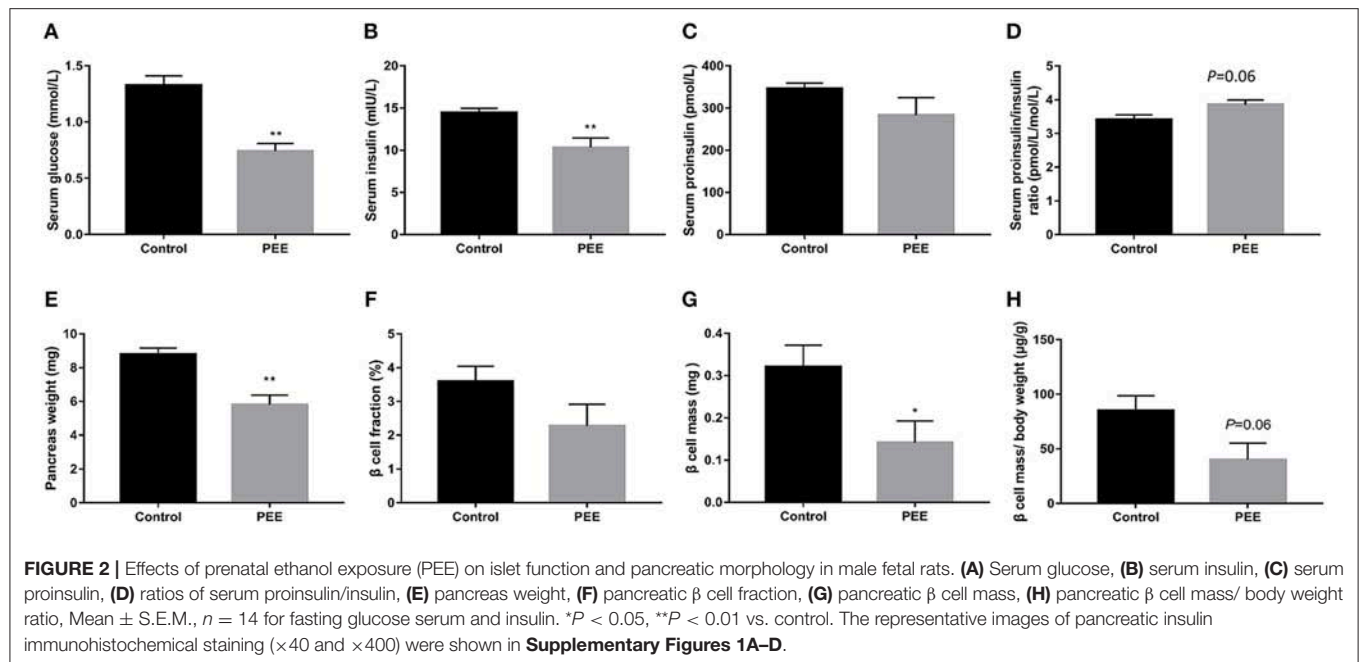 A
Serum glucose (mmol/L)
1.5
1.0
0.5
0.0
**
Control
PEE
B
Serum insulin (mIU/L)
20
15
10
5
0
**
Control
PEE
C
Serum proinsulin (pmol/L)
400
300
200
100
0
Control
PEE
D
Serum proinsulin/insulin
ratio (pmol/L/mol/L)
5
4
3
2
1
0
P=0.06
Control
PEE
E
Pancreas weight (mg)
10
8
6
4
2
0
**
Control
PEE
F
β cell fraction (%)
5
4
3
2
1
0
Control
PEE
G
β cell mass (mg )
0.4
0.3
0.2
0.1
0.0
*
Control
PEE
H
β cell mass/ body weight (µg/g)
150
100
50
0
P=0.06
Control
PEE
FIGURE 2 | Effects of prenatal ethanol exposure (PEE) on islet function and pancreatic morphology in male fetal rats. (A) Serum glucose, (B) serum insulin, (C) serum
proinsulin, (D) ratios of serum proinsulin/insulin, (E) pancreas weight, (F) pancreatic β cell fraction, (G) pancreatic β cell mass, (H) pancreatic β cell mass/ body weight
ratio, Mean ± S.E.M., n = 14 for fasting glucose serum and insulin. *P < 0.05, **P < 0.01 vs. control. The representative images of pancreatic insulin
immunohistochemical staining (×40 and ×400) were shown in Supplementary Figures 1A–D.